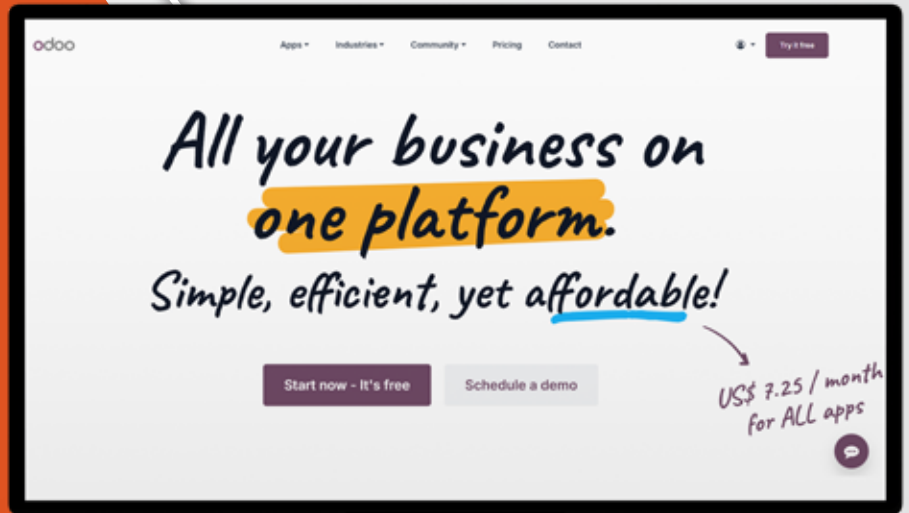 odoo
Apps Industries Community Pricing Contact
Try it free
All your business on
one platform.
Simple, efficient, yet affordable!
Start now - It's free
Schedule a demo
US$ 7.25 / month
for ALL apps